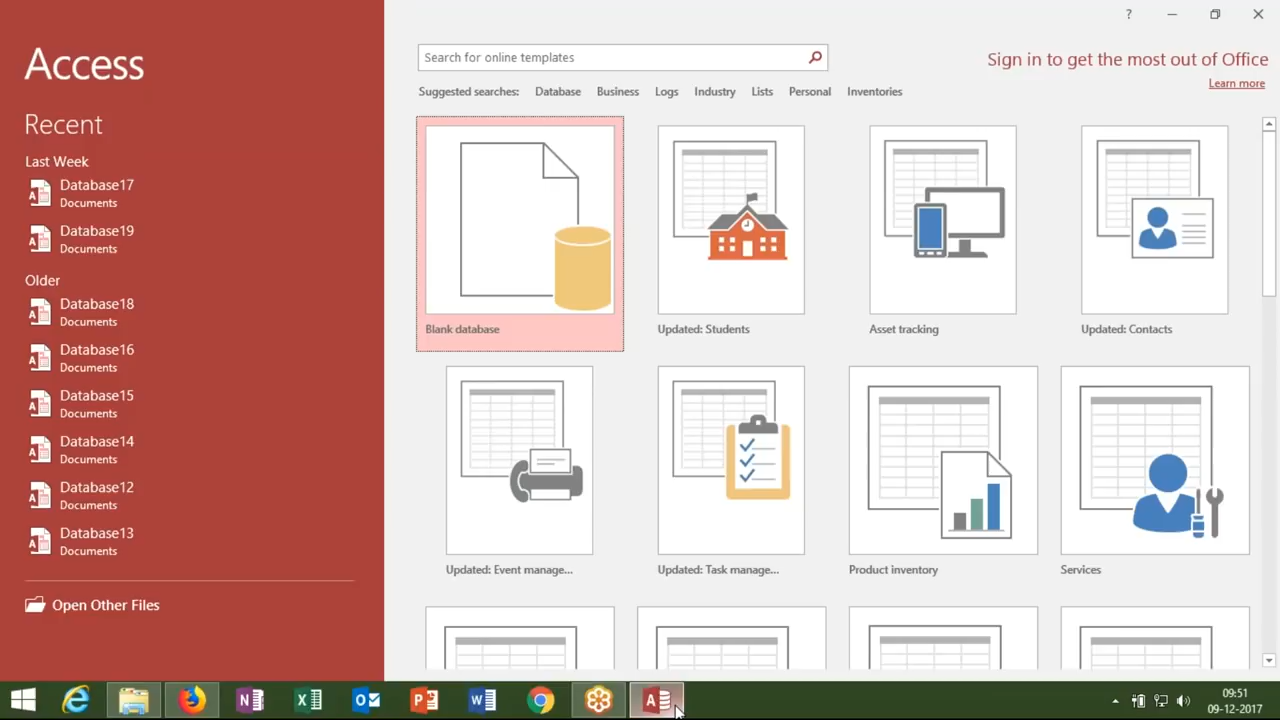 Access
Recent
Last Week
Database17
Documents
Database19
Documents
Older
Database18
Documents
Database16
Documents
Database15
Documents
Database14
Documents
Database12
Documents
Database13
Documents
Open Other Files
?
Search for online templates
Sign in to get the most out of Office
Learn more
Suggested searches: Database Business Logs Industry Lists Personal Inventories
Blank database
Updated: Students
Asset tracking
Updated: Contacts
Updated: Event manage...
Updated: Task manage...
Product inventory
Services
09:51
09-12-2017